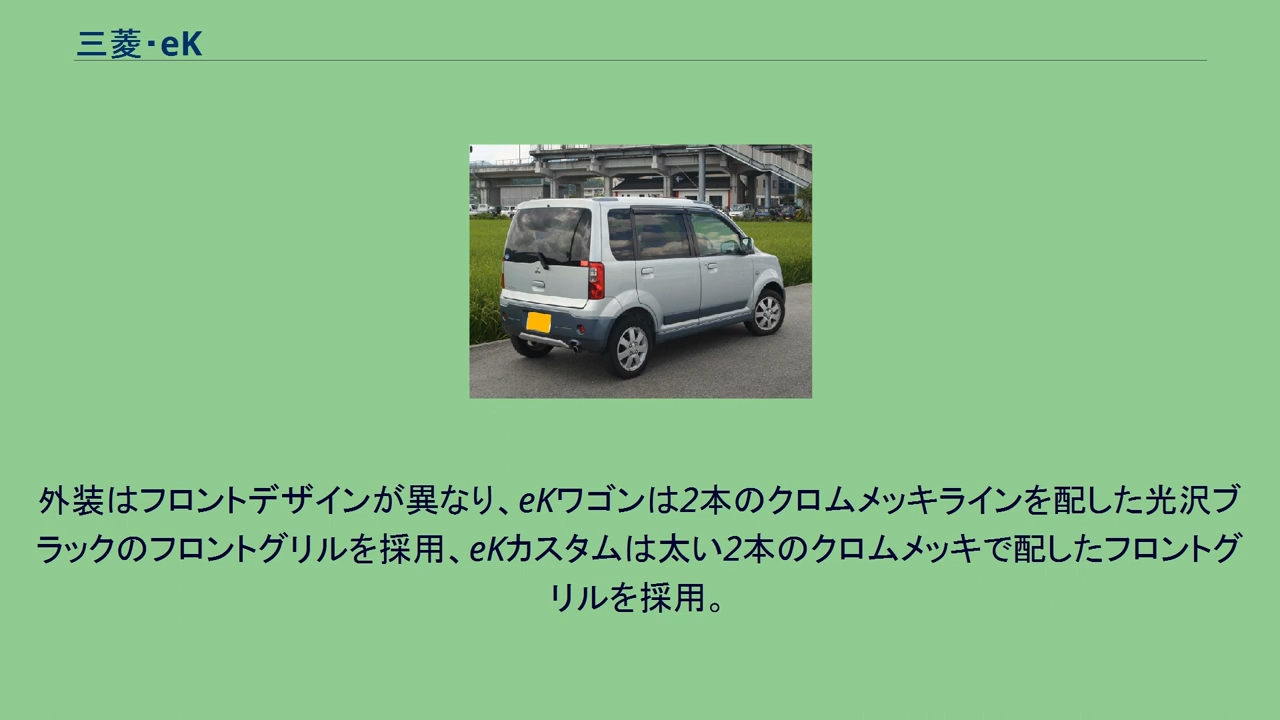 三菱・eK
外装はフロントデザインが異なり、eKワゴンは2本のクロムメッキラインを配した光沢ブ
ラックのフロントグリルを採用、eKカスタムは太い2本のクロムメッキで配したフロントグ
リルを採用。